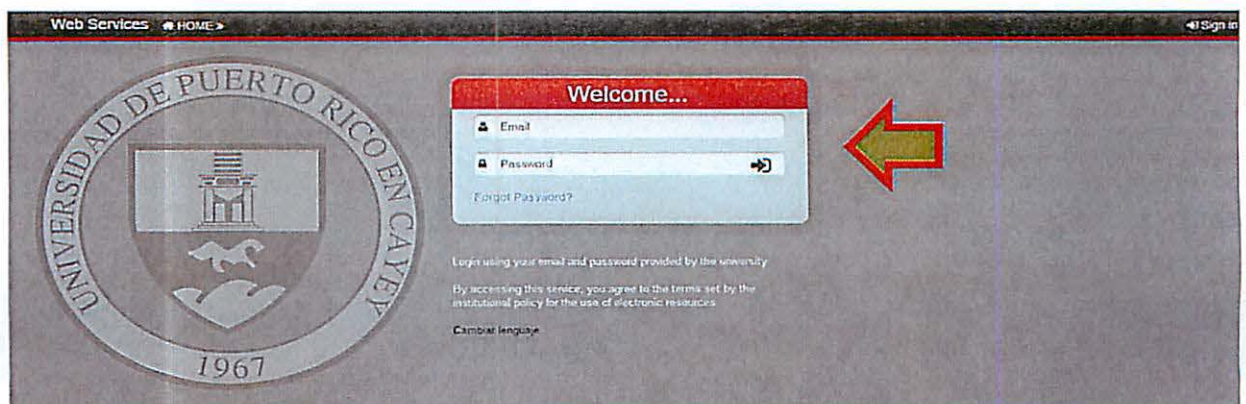 Web Services HOME »
Sign in
UNIVERSIDAD DE PUERTO RICO EN CAYEY
1967
Welcome...
Email
Password
Forgot Password?
Login using your email and password provided by the university
By accessing this service, you agree to the terms set by the
institutional policy for the use of electronic resources
Cambiar lenguaje